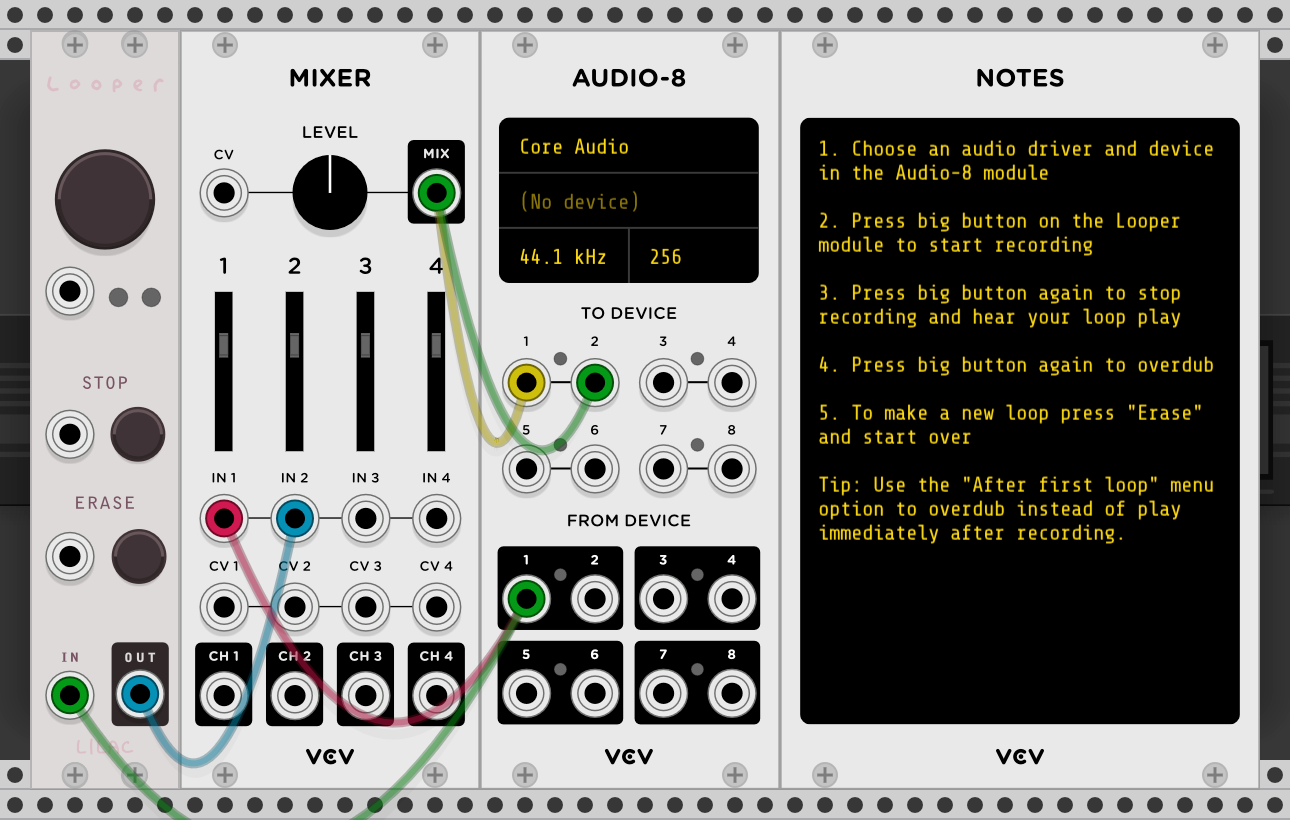 Looper
STOP
ERASE
IN
OUT
Lilac
MIXER
LEVEL
CV
MIX
1 2 3 4
IN 1 IN 2 IN 3 IN 4
CV 1 CV 2 CV 3 CV 4
CH 1 CH 2 CH 3 CH 4
VCV
AUDIO-8
Core Audio
(No device)
44.1 kHz 256
TO DEVICE
1 2 3 4
5 6 7 8
FROM DEVICE
1 2 3 4
5 6 7 8
VCV
NOTES
1. Choose an audio driver and device
in the Audio-8 module
2. Press big button on the Looper
module to start recording
3. Press big button again to stop
recording and hear your loop play
4. Press big button again to overdub
5. To make a new loop press "Erase"
and start over
Tip: Use the "After first loop" menu
option to overdub instead of play
immediately after recording.
VCV